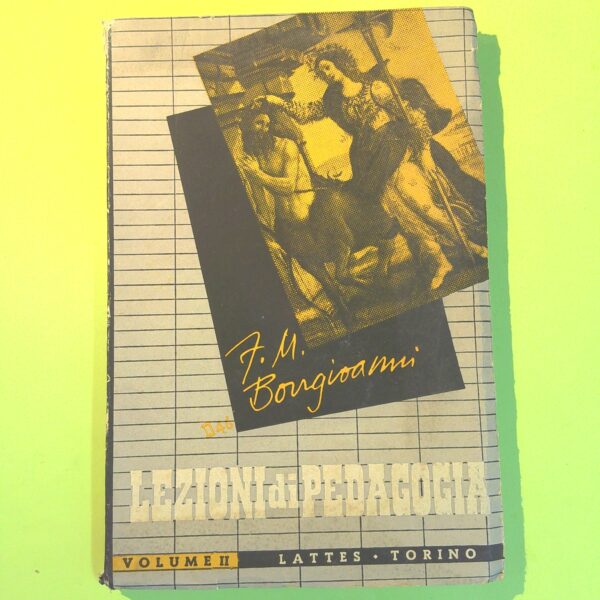 F. M.
Bongioanni
LEZIONI di PEDAGOGIA
VOLUME II LATTES · TORINO